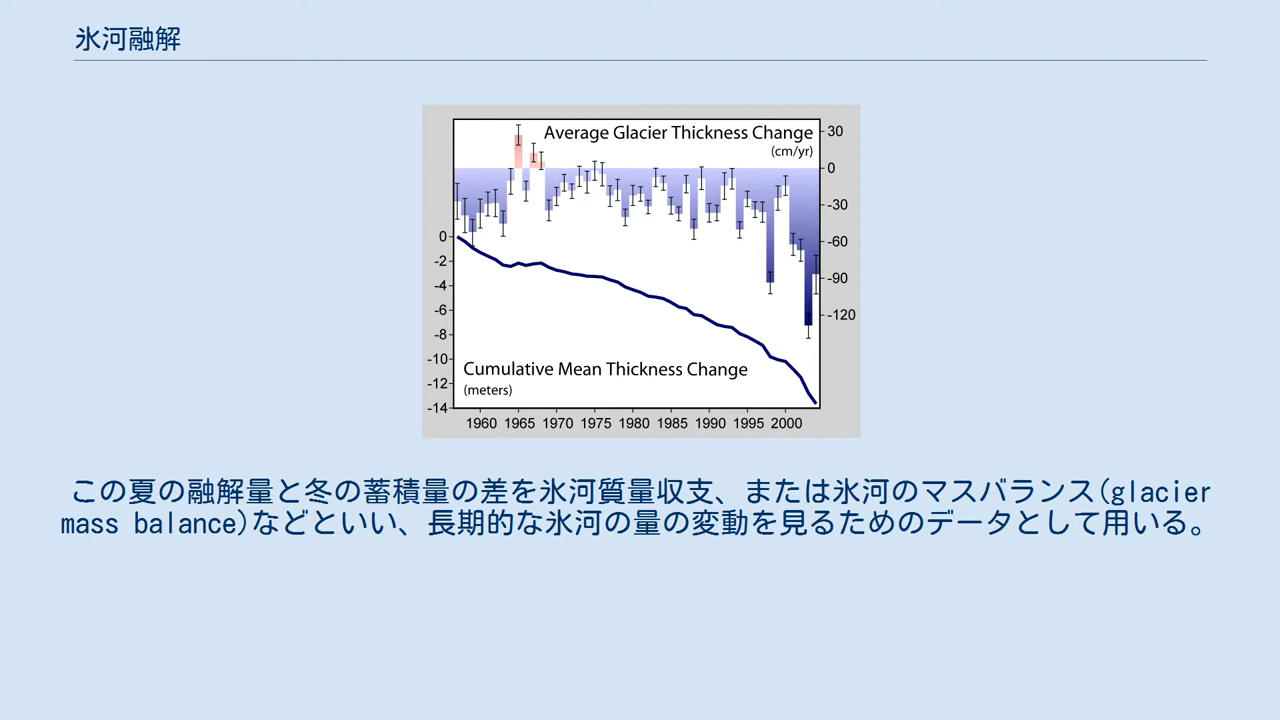 氷河融解
Average Glacier Thickness Change
(cm/yr)
30
0
-30
-60
-90
-120
0
-2
-4
-6
-8
-10
-12
-14
Cumulative Mean Thickness Change
(meters)
1960 1965 1970 1975 1980 1985 1990 1995 2000
この夏の融解量と冬の蓄積量の差を氷河質量収支、または氷河のマスバランス(glacier
mass balance)などといい、長期的な氷河の量の変動を見るためのデータとして用いる。